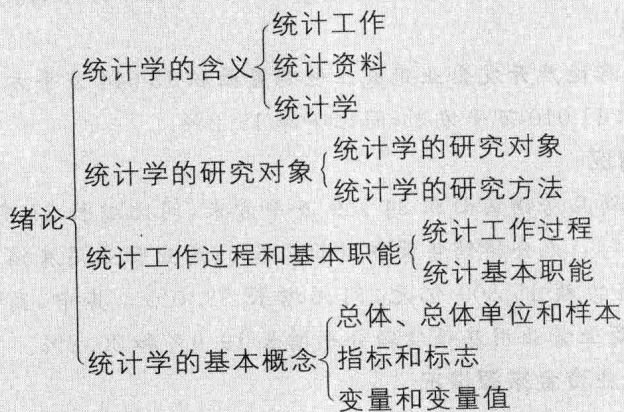 绪论
统计学的含义
统计工作
统计资料
统计学
统计学的研究对象
统计学的研究对象
统计学的研究方法
统计工作过程和基本职能
统计工作过程
统计基本职能
统计学的基本概念
总体、总体单位和样本
指标和标志
变量和变量值